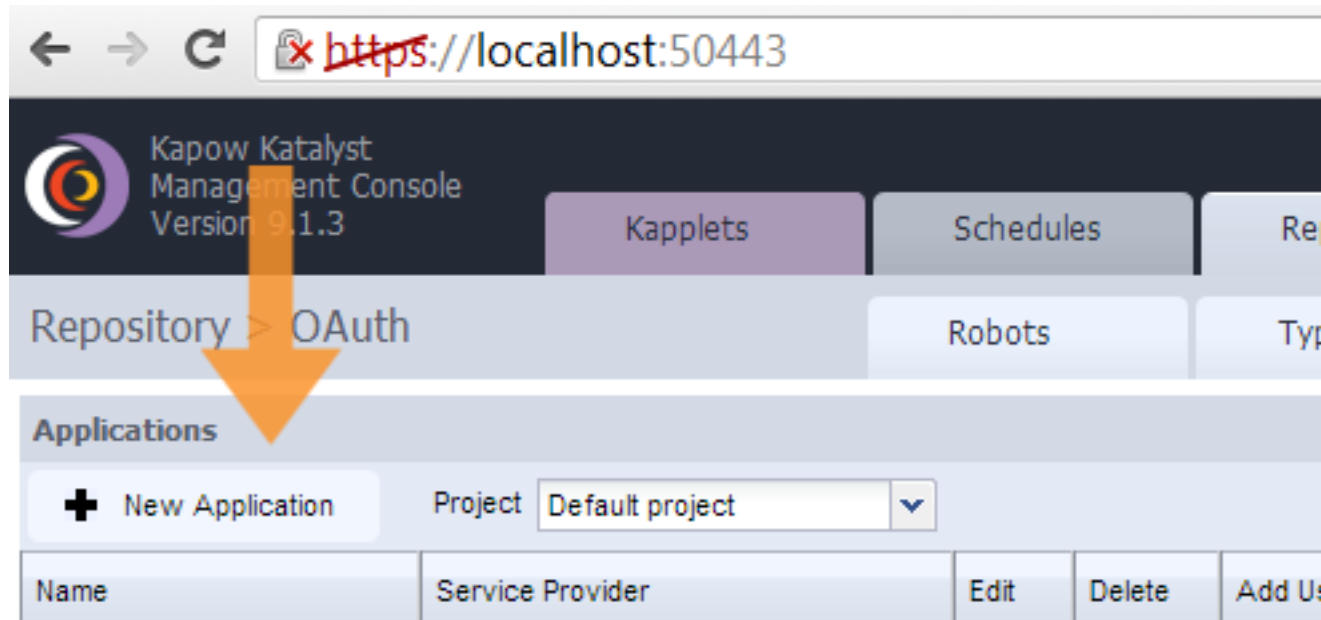 https://localhost:50443
Kapow Katalyst
Management Console
Version 9.1.3
Kapplets Schedules
Repository > OAuth
Robots
Applications
New Application Project Default project
Name Service Provider Edit Delete Add